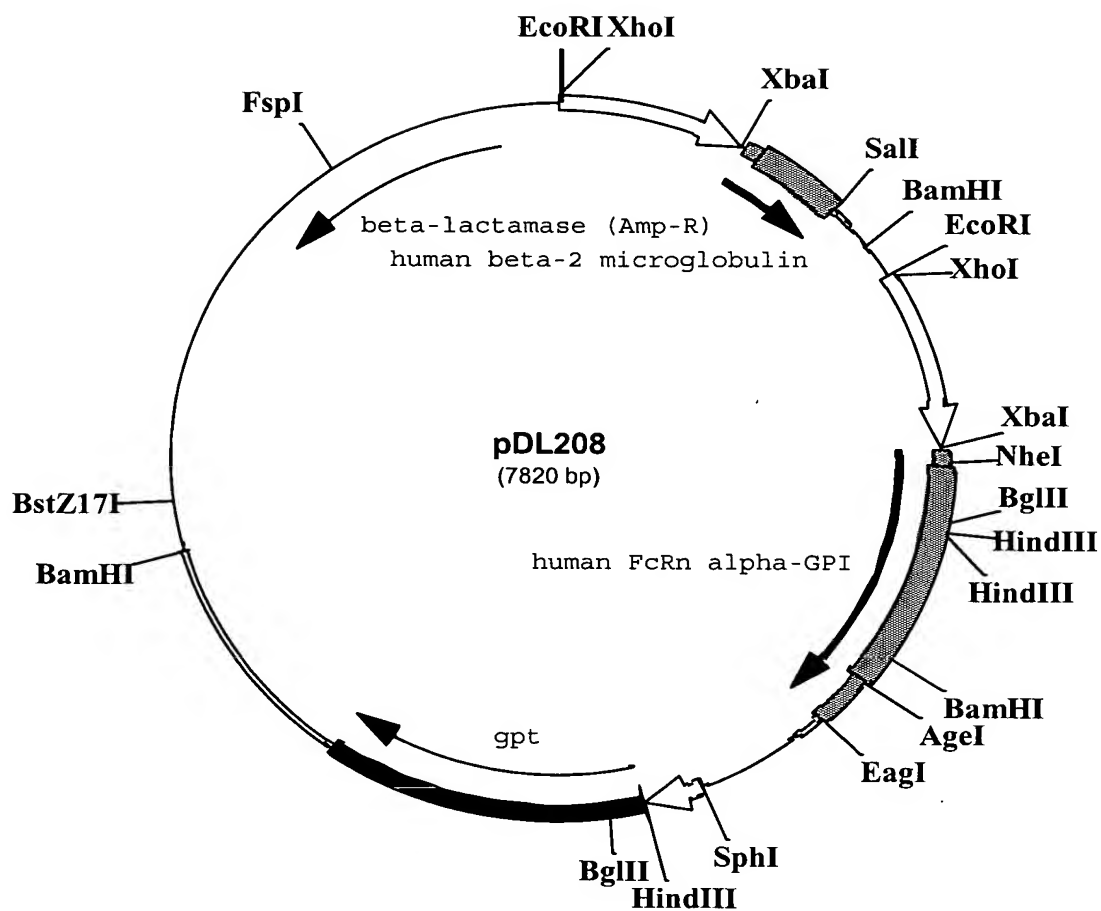 EcoRI XhoI
XbaI
FspI
SalI
BamHI
EcoRI
XhoI
beta-lactamase (Amp-R)
human beta-2 microglobulin
XbaI
NheI
BglII
HindIII
HindIII
pDL208
(7820 bp)
BstZ17I
BamHI
human FcRn alpha-GPI
BamHI
AgeI
EagI
gpt
SphI
BglII
HindIII